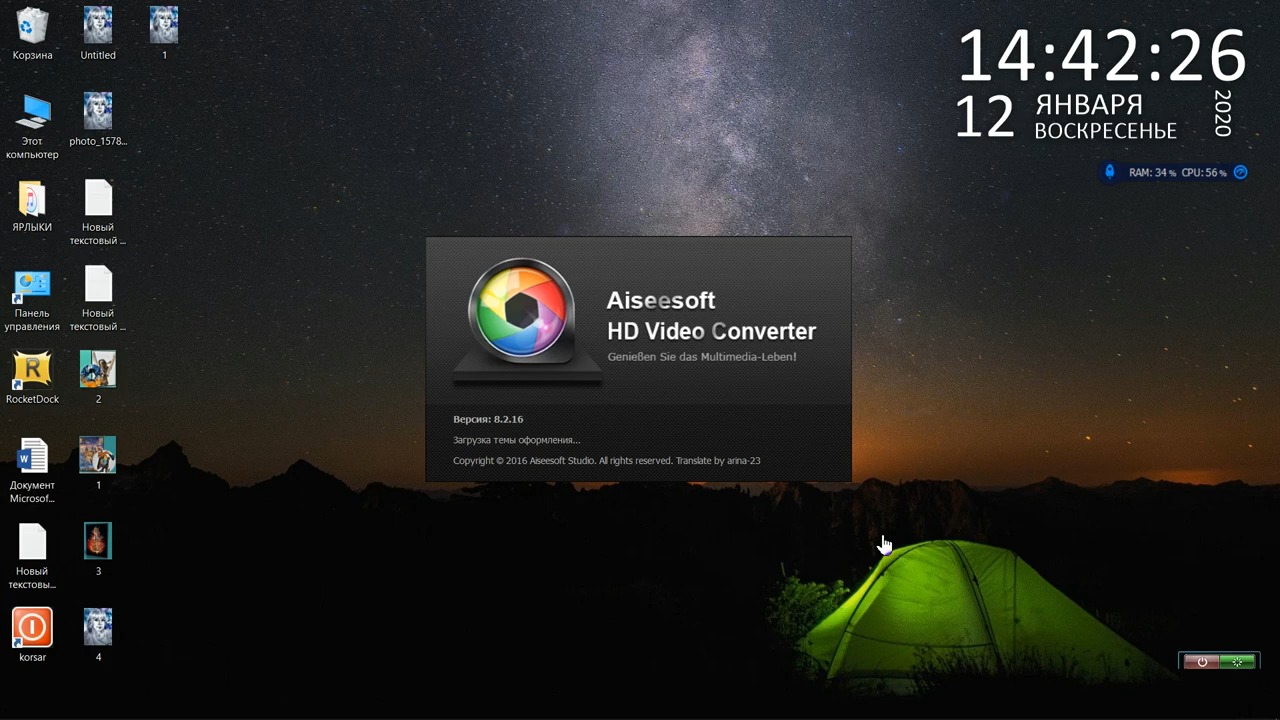 Корзина
Untitled
1
Этот
компьютер
photo_1578...
ЯРЛЫКИ
Новый
текстовый ...
Панель
управления
Новый
текстовый ...
RocketDock
2
Документ
Microsof...
1
Новый
текстовы...
3
korsar
4
14:42:26
12
ЯНВАРЯ
ВОСКРЕСЕНЬЕ
2020
RAM: 34 % CPU: 56 %
Aiseesoft
HD Video Converter
Genießen Sie das Multimedia-Leben!
Версия: 8.2.16
Загрузка темы оформления...
Copyright © 2016 Aiseesoft Studio. All rights reserved. Translate by arina-23